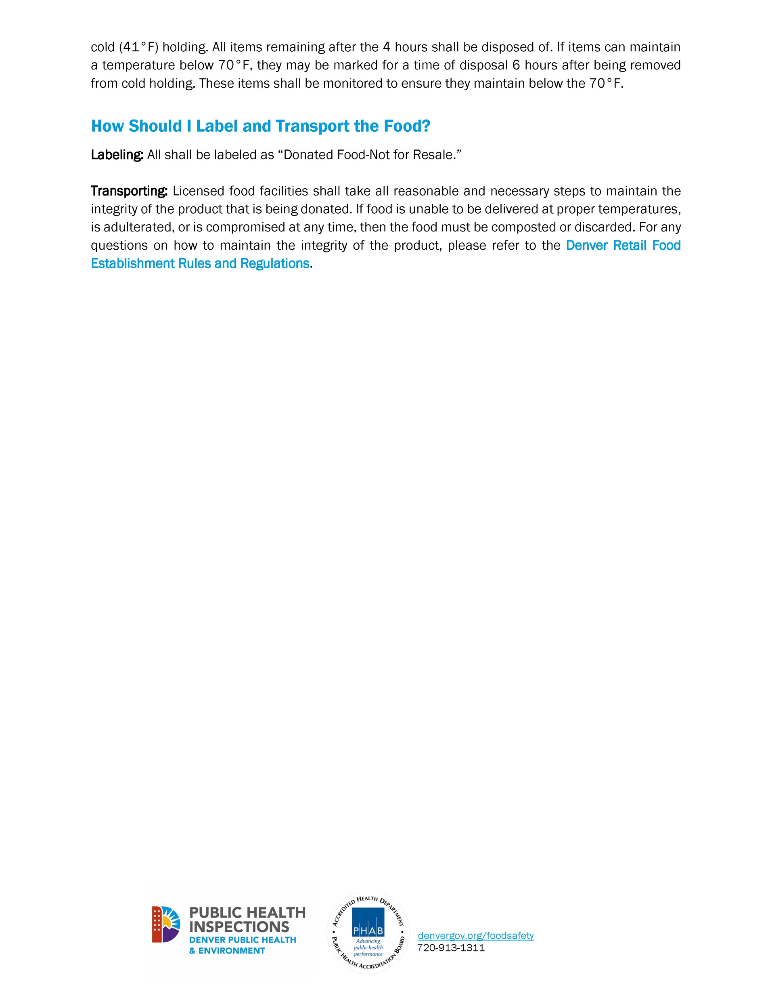 cold (41°F) holding. All items remaining after the 4 hours shall be disposed of. If items can maintain
a temperature below 70°F, they may be marked for a time of disposal 6 hours after being removed
from cold holding. These items shall be monitored to ensure they maintain below the 70°F.
How Should I Label and Transport the Food?
Labeling: All shall be labeled as “Donated Food-Not for Resale.”
Transporting: Licensed food facilities shall take all reasonable and necessary steps to maintain the
integrity of the product that is being donated. If food is unable to be delivered at proper temperatures,
is adulterated, or is compromised at any time, then the food must be composted or discarded. For any
questions on how to maintain the integrity of the product, please refer to the Denver Retail Food
Establishment Rules and Regulations.
PUBLIC HEALTH
INSPECTIONS
DENVER PUBLIC HEALTH
& ENVIRONMENT
ACCREDITED HEALTH DEPARTMENT
PHAB
Advancing
public health
performance
PUBLIC HEALTH ACCREDITATION BOARD
denvergov.org/foodsafety
720-913-1311